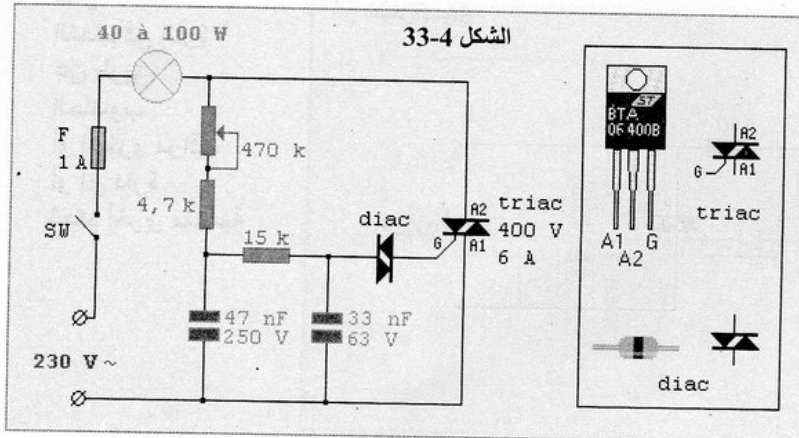 الشكل 4-33
40 à 100 W
F
1 A
SW
230 V ~
470 k
4,7 k
15 k
47 nF
250 V
33 nF
63 V
diac
G
A2
A1
triac
400 V
6 A
ST
BTA
06 400B
A1
A2
G
A2
G
A1
triac
diac